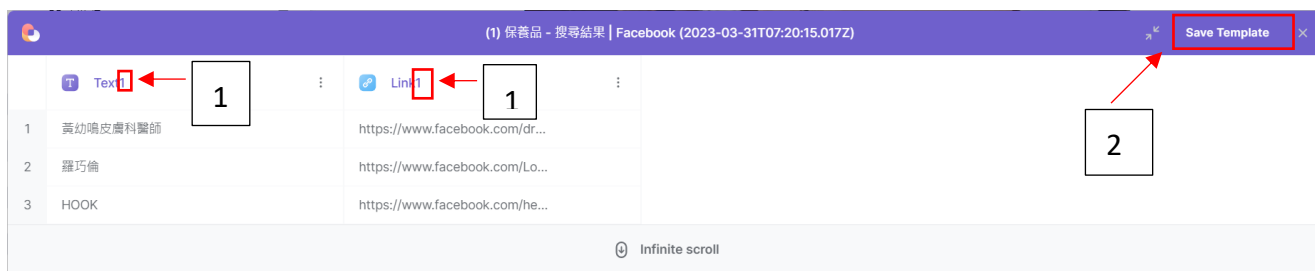 (1) 保養品 - 搜尋結果 | Facebook (2023-03-31T07:20:15.017Z) Save Template
Text1 1 Link1 1
1 黃幼鳴皮膚科醫師 https://www.facebook.com/dr...
2
2 羅巧倫 https://www.facebook.com/Lo...
3 HOOK https://www.facebook.com/he...
Infinite scroll